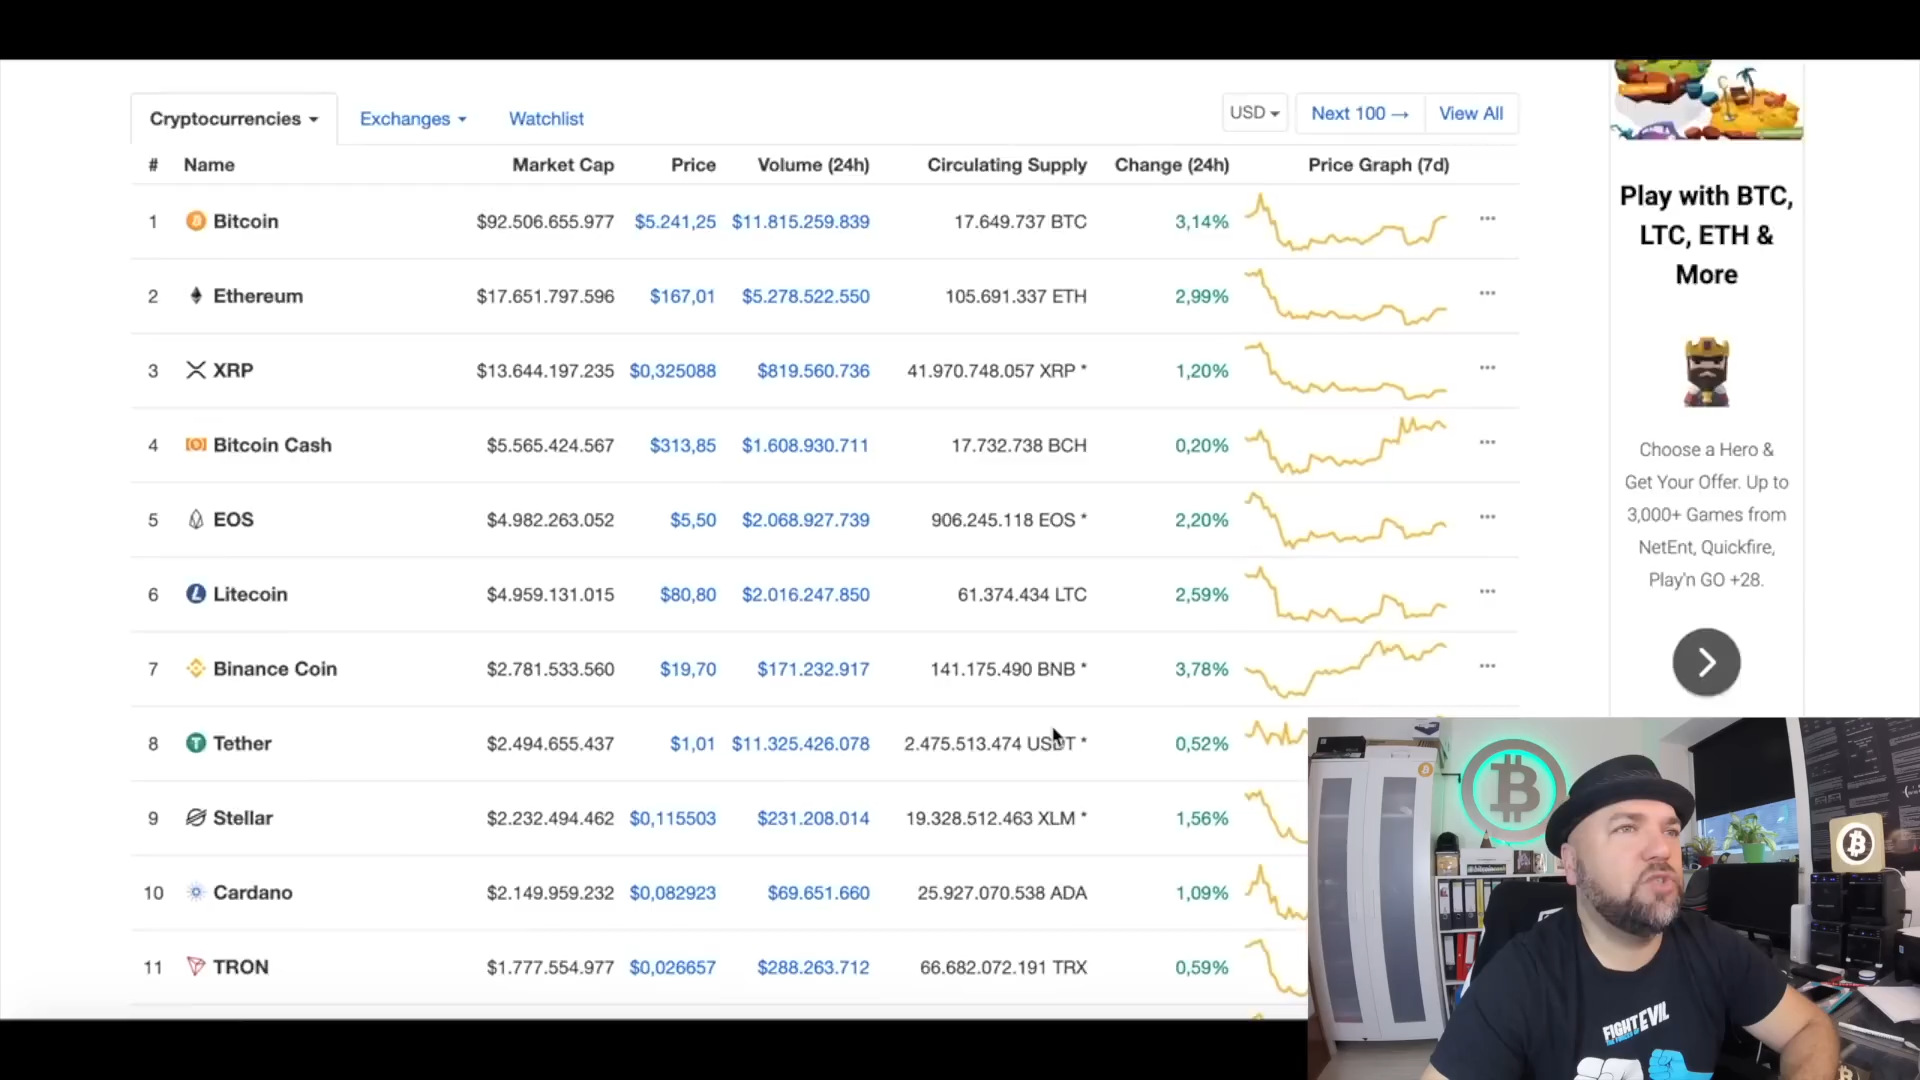 Cryptocurrencies Exchanges Watchlist USD Next 100 → View All
# Name Market Cap Price Volume (24h) Circulating Supply Change (24h) Price Graph (7d)
1 Bitcoin $92.506.655.977 $5.241,25 $11.815.259.839 17.649.737 BTC 3,14%
2 Ethereum $17.651.797.596 $167,01 $5.278.522.550 105.691.337 ETH 2,99%
3 XRP $13.644.197.235 $0,325088 $819.560.736 41.970.748.057 XRP * 1,20%
4 Bitcoin Cash $5.565.424.567 $313,85 $1.608.930.711 17.732.738 BCH 0,20%
5 EOS $4.982.263.052 $5,50 $2.068.927.739 906.245.118 EOS * 2,20%
6 Litecoin $4.959.131.015 $80,80 $2.016.247.850 61.374.434 LTC 2,59%
7 Binance Coin $2.781.533.560 $19,70 $171.232.917 141.175.490 BNB * 3,78%
8 Tether $2.494.655.437 $1,01 $11.325.426.078 2.475.513.474 USDT * 0,52%
9 Stellar $2.232.494.462 $0,115503 $231.208.014 19.328.512.463 XLM * 1,56%
10 Cardano $2.149.959.232 $0,082923 $69.651.660 25.927.070.538 ADA 1,09%
11 TRON $1.777.554.977 $0,026657 $288.263.712 66.682.072.191 TRX 0,59%
Play with BTC,
LTC, ETH &
More
Choose a Hero &
Get Your Offer. Up to
3,000+ Games from
NetEnt, Quickfire,
Play'n GO +28.
FIGHT EVIL